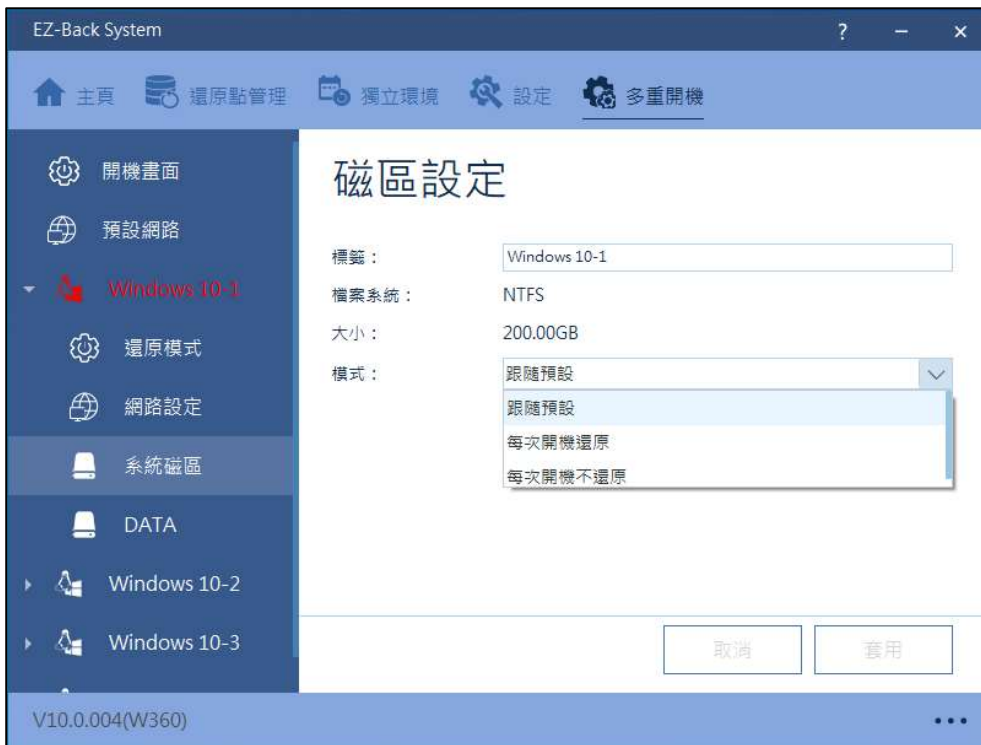 EZ-Back System
主頁 還原點管理 獨立環境 設定 多重開機
開機畫面
預設網路
Windows 10-1
還原模式
網路設定
系統磁區
DATA
Windows 10-2
Windows 10-3
磁區設定
標籤： Windows 10-1
檔案系統： NTFS
大小： 200.00GB
模式： 跟隨預設
跟隨預設
每次開機還原
每次開機不還原
取消 套用
V10.0.004(W360)